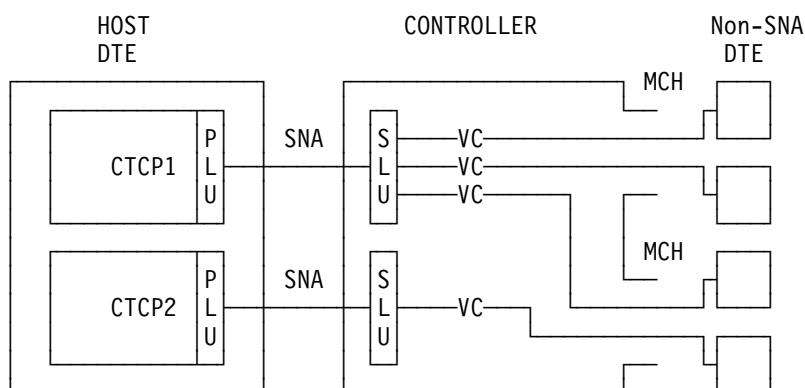 HOST CONTROLLER Non-SNA
DTE DTE
MCH
P SNA S VC
CTCP1 L L VC
U U VC
MCH
P SNA S
CTCP2 L L VC
U U